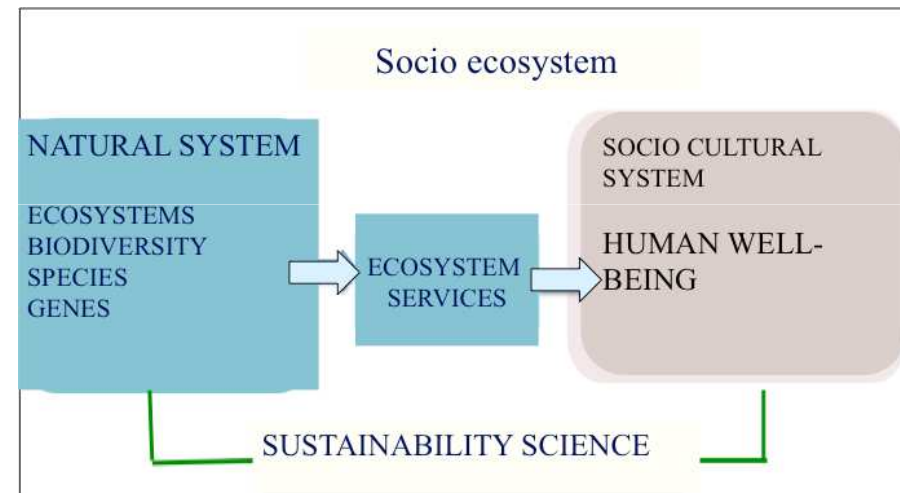 Socio ecosystem
NATURAL SYSTEM
ECOSYSTEMS
BIODIVERSITY
SPECIES
GENES
ECOSYSTEM
SERVICES
SOCIO CULTURAL
SYSTEM
HUMAN WELL-
BEING
SUSTAINABILITY SCIENCE